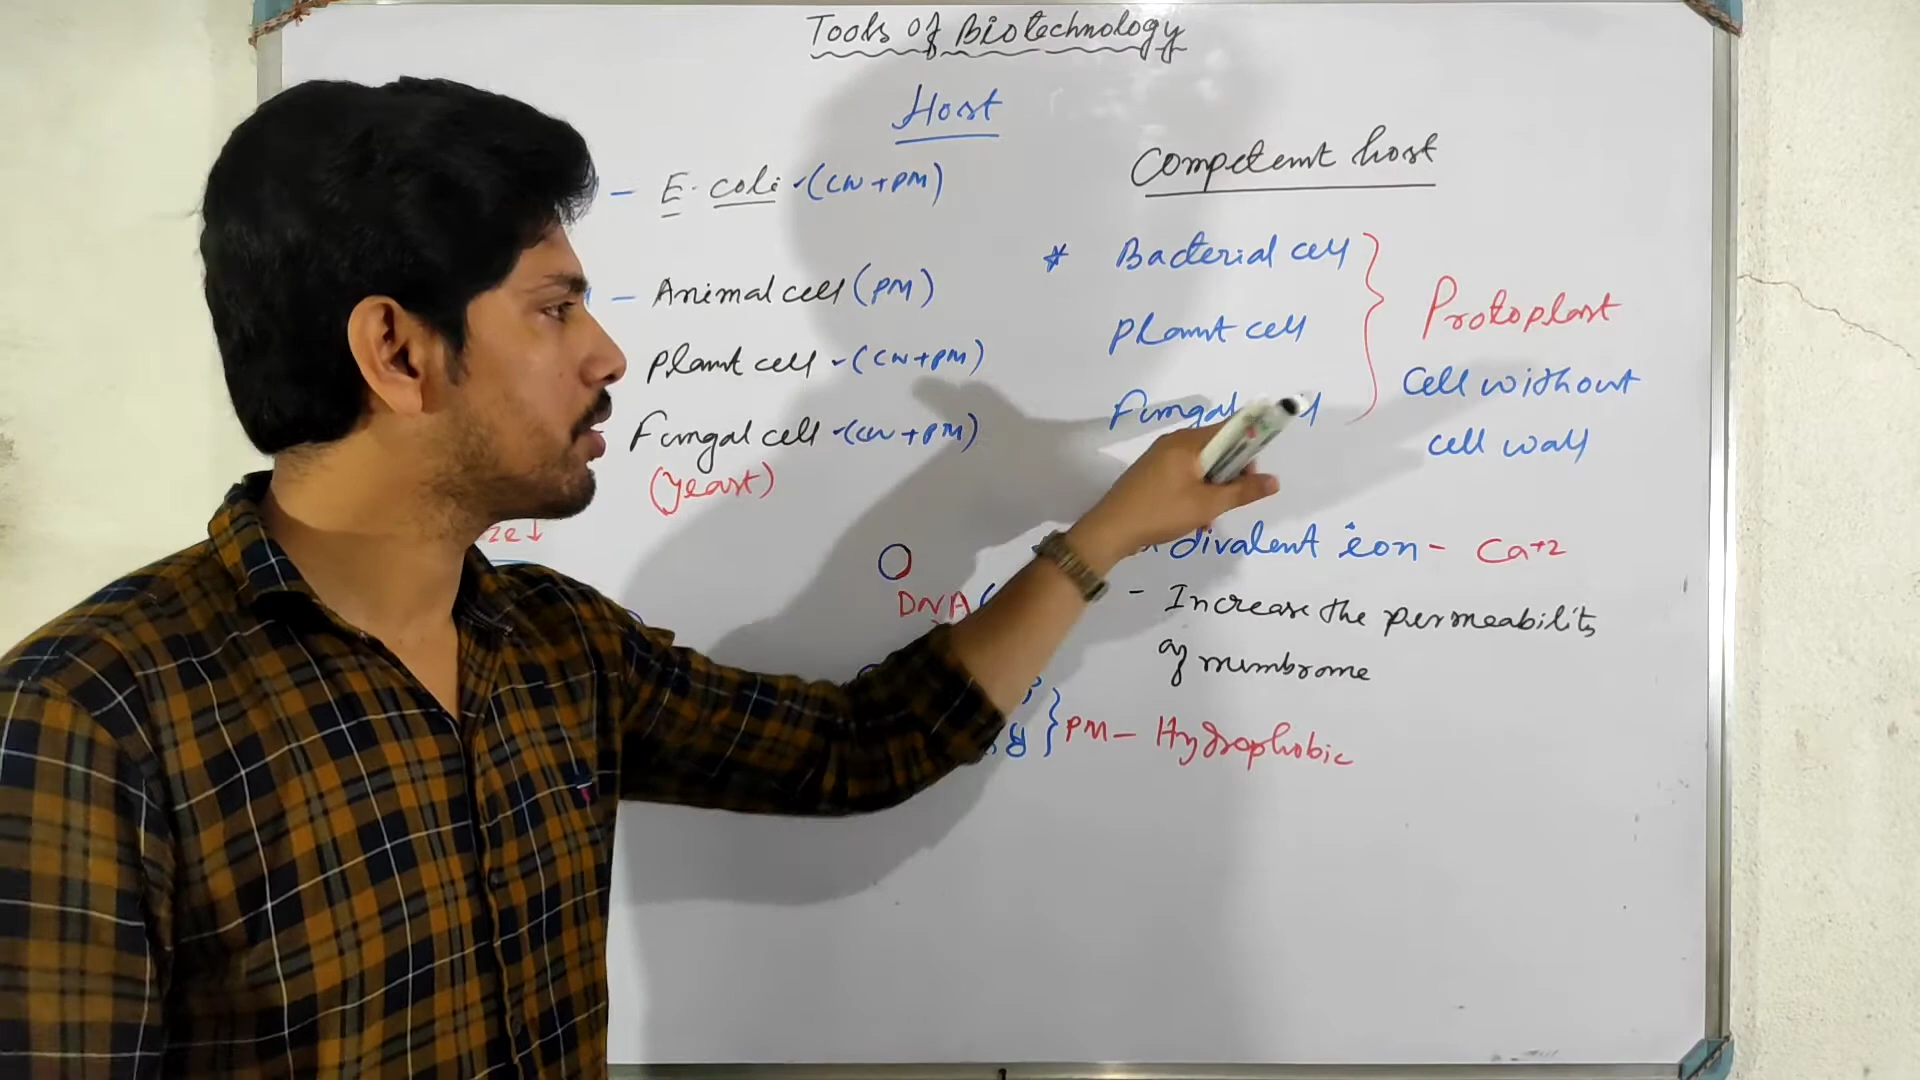 Tools of Biotechnology
Host
- E. coli - (CW + PM)
- Animal cell (PM)
Plant cell - (CW + PM)
Fungal cell - (CW + PM)
(yeast)
DNA
Competent host
* Bacterial cell
Plant cell
Fungal
Protoplast
Cell without
cell wall
divalent ion - Ca+2
- Increase the permeability
of membrane
} PM - Hydrophobic